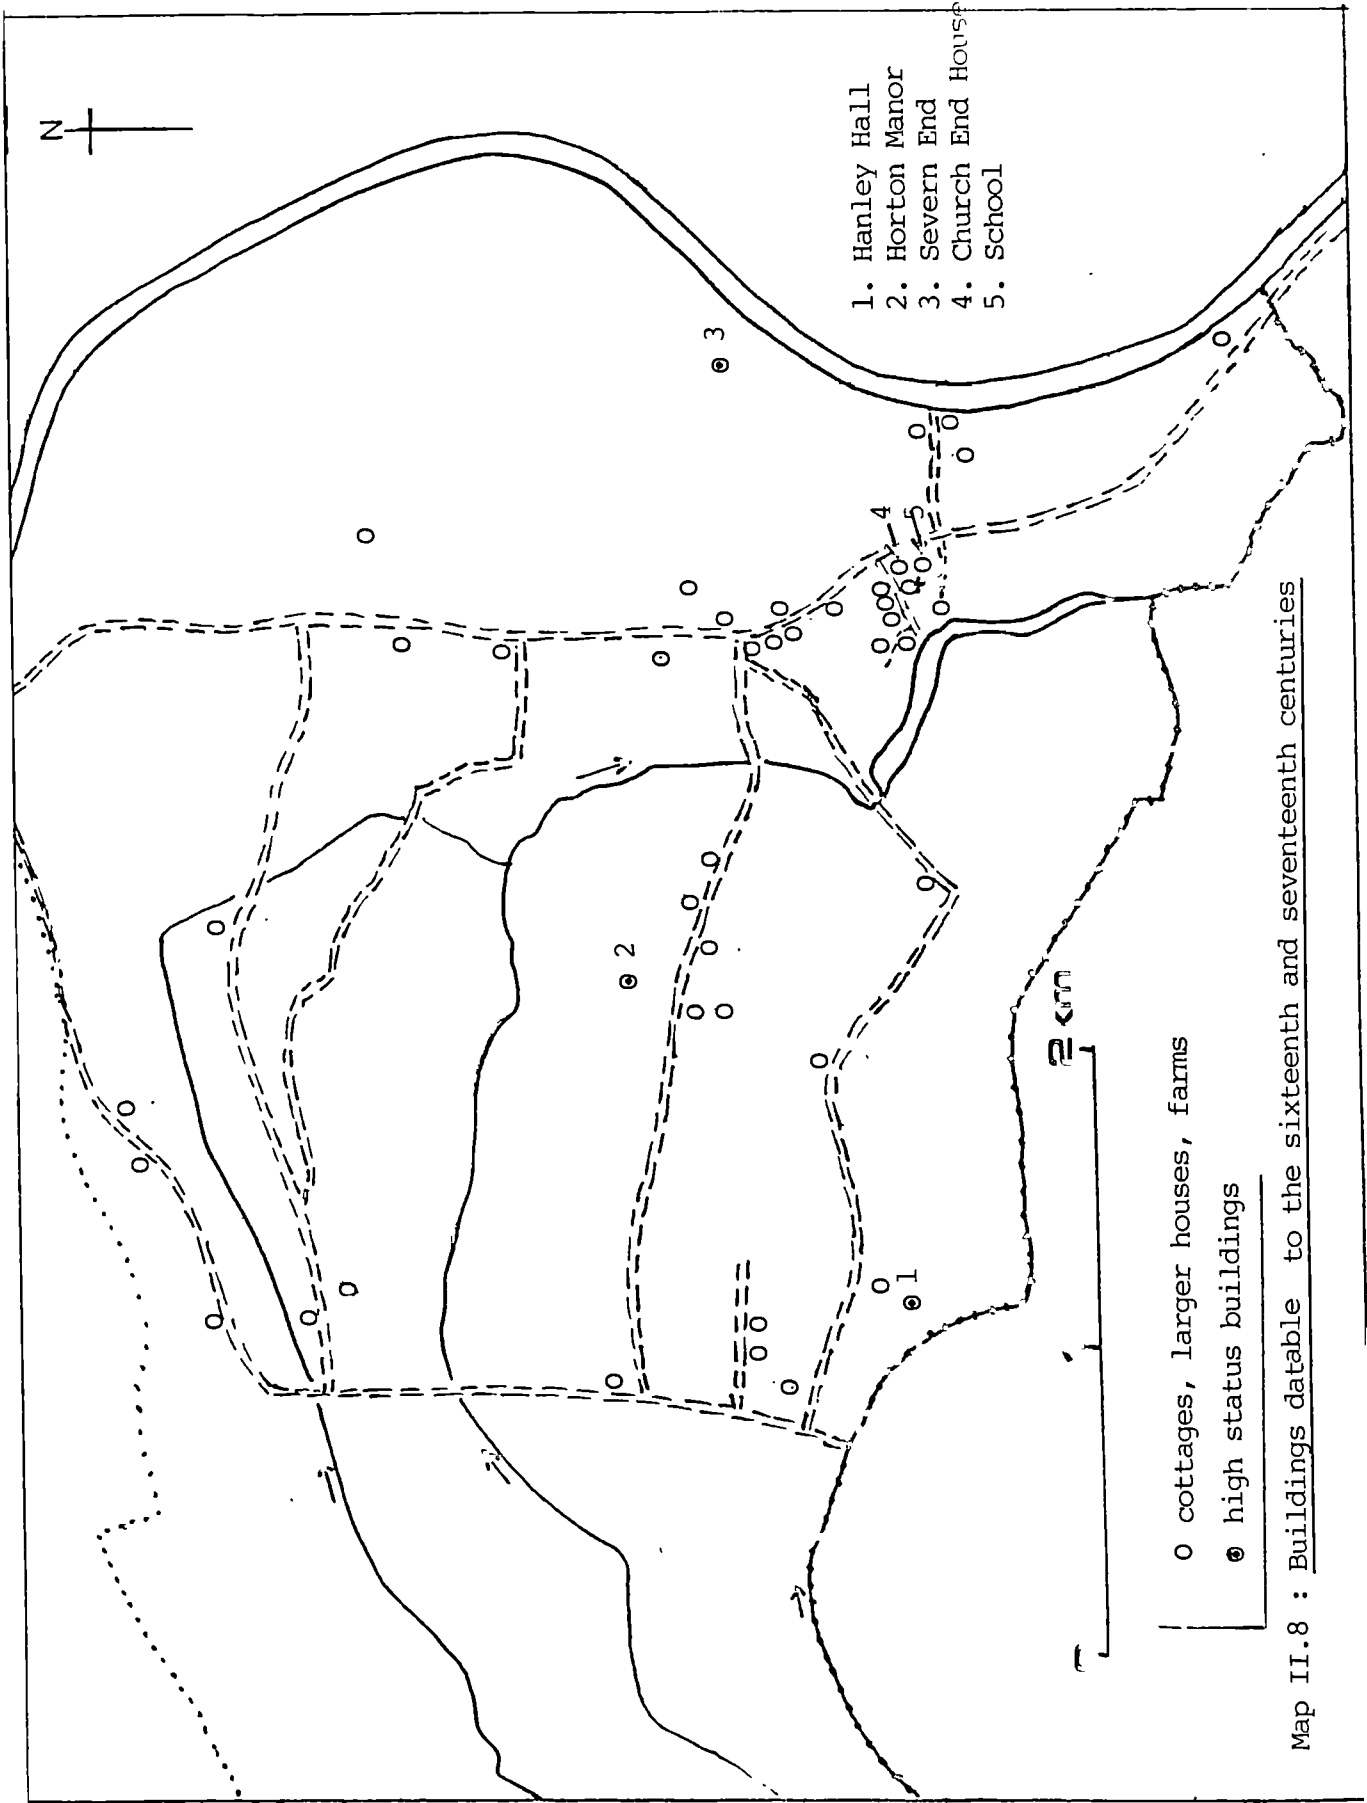 N
1. Hanley Hall
2. Horton Manor
3. Severn End
4. Church End House
5. School
3
4
5
2
1
2 km
o cottages, larger houses, farms
high status buildings
Map II.8 : Buildings datable to the sixteenth and seventeenth centuries